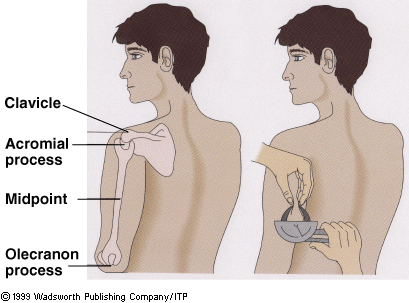 Clavicle
Acromial
process
Midpoint
Olecranon
process
© 1999 Wadsworth Publishing Company/ITP